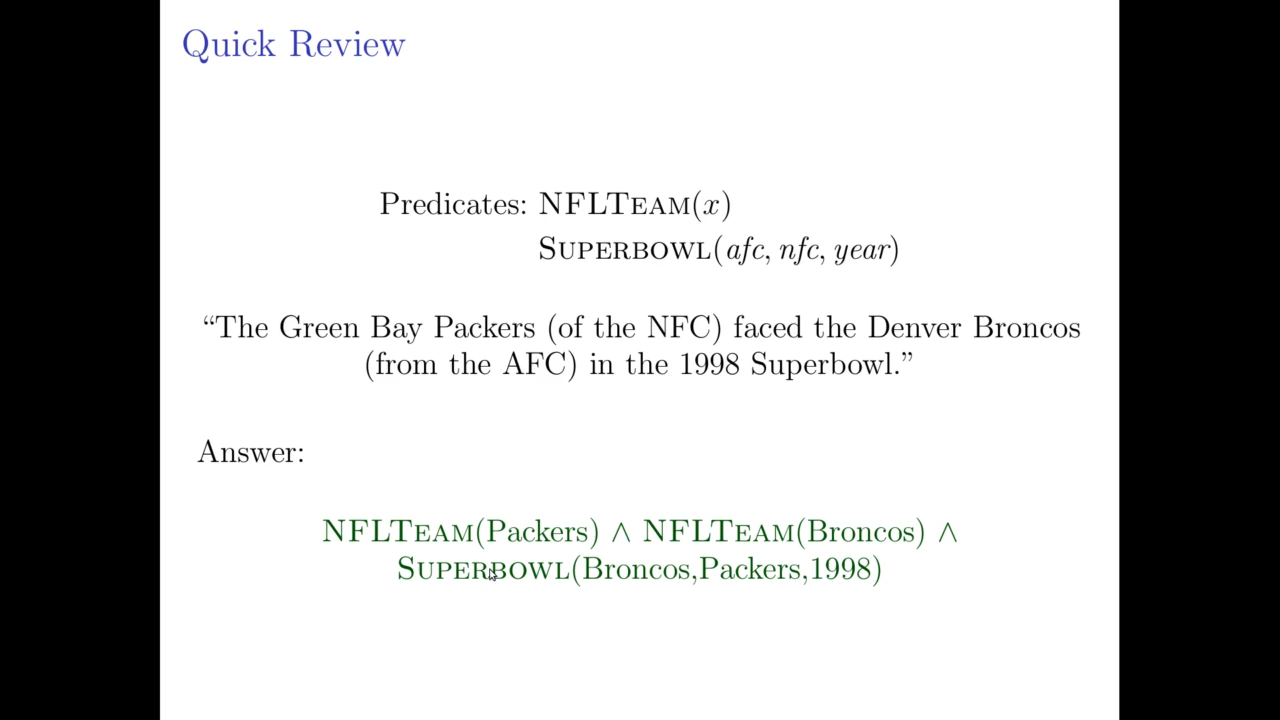 Quick Review
Predicates: NFLTEAM(x)
SUPERBOWL(afc, nfc, year)
“The Green Bay Packers (of the NFC) faced the Denver Broncos
(from the AFC) in the 1998 Superbowl.”
Answer:
NFLTEAM(Packers) ∧ NFLTEAM(Broncos) ∧
SUPERBOWL(Broncos,Packers,1998)